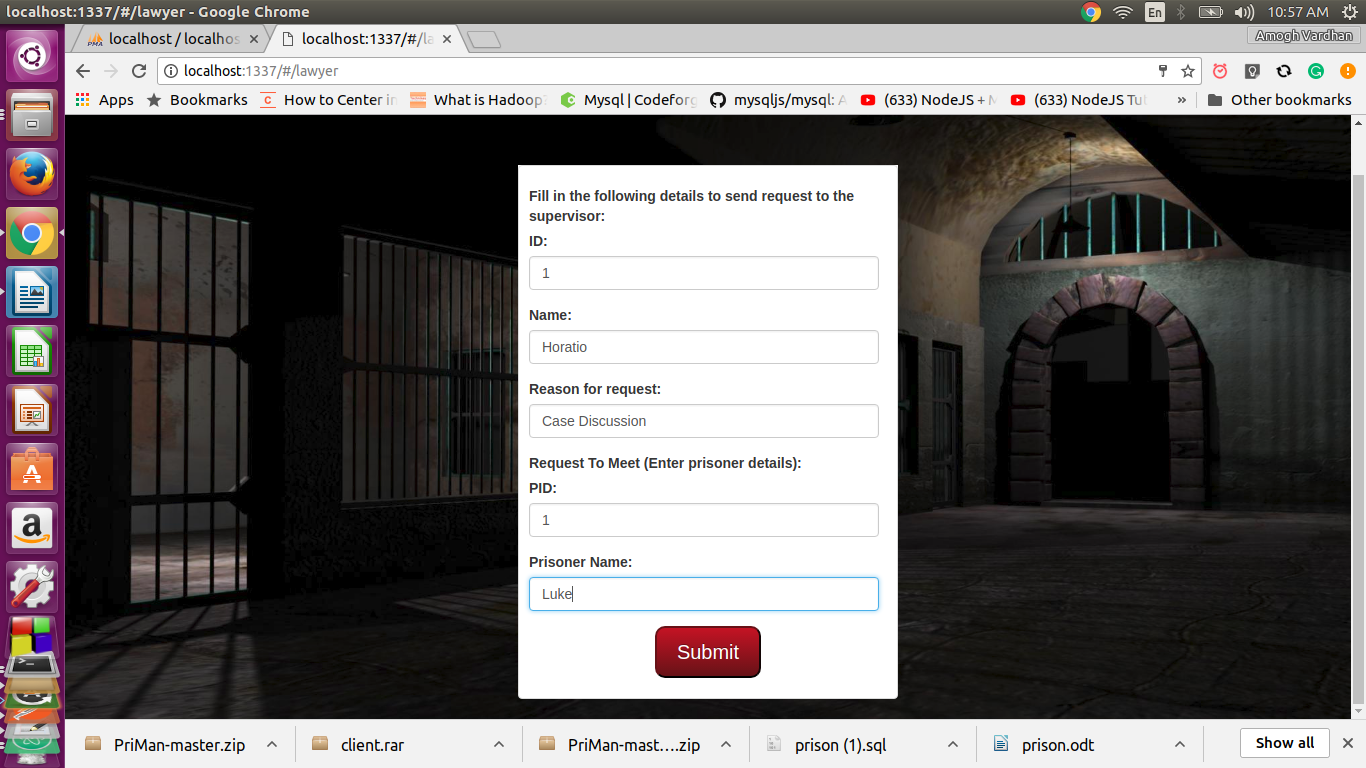 localhost:1337/#/lawyer - Google Chrome
En
10:57 AM
localhost / localhos
localhost:1337/#/la
Amogh Vardhan
localhost:1337/#/lawyer
Apps
Bookmarks
How to Center in
What is Hadoop?
Mysql | Codeforg
mysqljs/mysql: A
(633) NodeJS + M
(633) NodeJS Tut
»
Other bookmarks
Fill in the following details to send request to the
supervisor:
ID:
1
Name:
Horatio
Reason for request:
Case Discussion
Request To Meet (Enter prisoner details):
PID:
1
Prisoner Name:
Luke
Submit
PriMan-master.zip
client.rar
PriMan-mast....zip
prison (1).sql
prison.odt
Show all